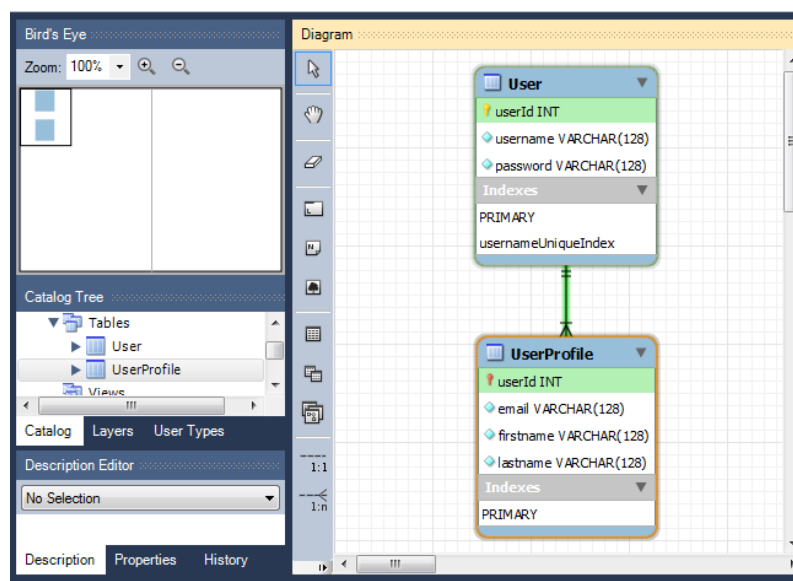 Bird's Eye
Zoom: 100%
Catalog Tree
Tables
User
UserProfile
Views
Catalog Layers User Types
Description Editor
No Selection
Description Properties History
Diagram
1:1
1:n
User
userId INT
username VARCHAR(128)
password VARCHAR(128)
Indexes
PRIMARY
usernameUniqueIndex
UserProfile
userId INT
email VARCHAR(128)
firstname VARCHAR(128)
lastname VARCHAR(128)
Indexes
PRIMARY